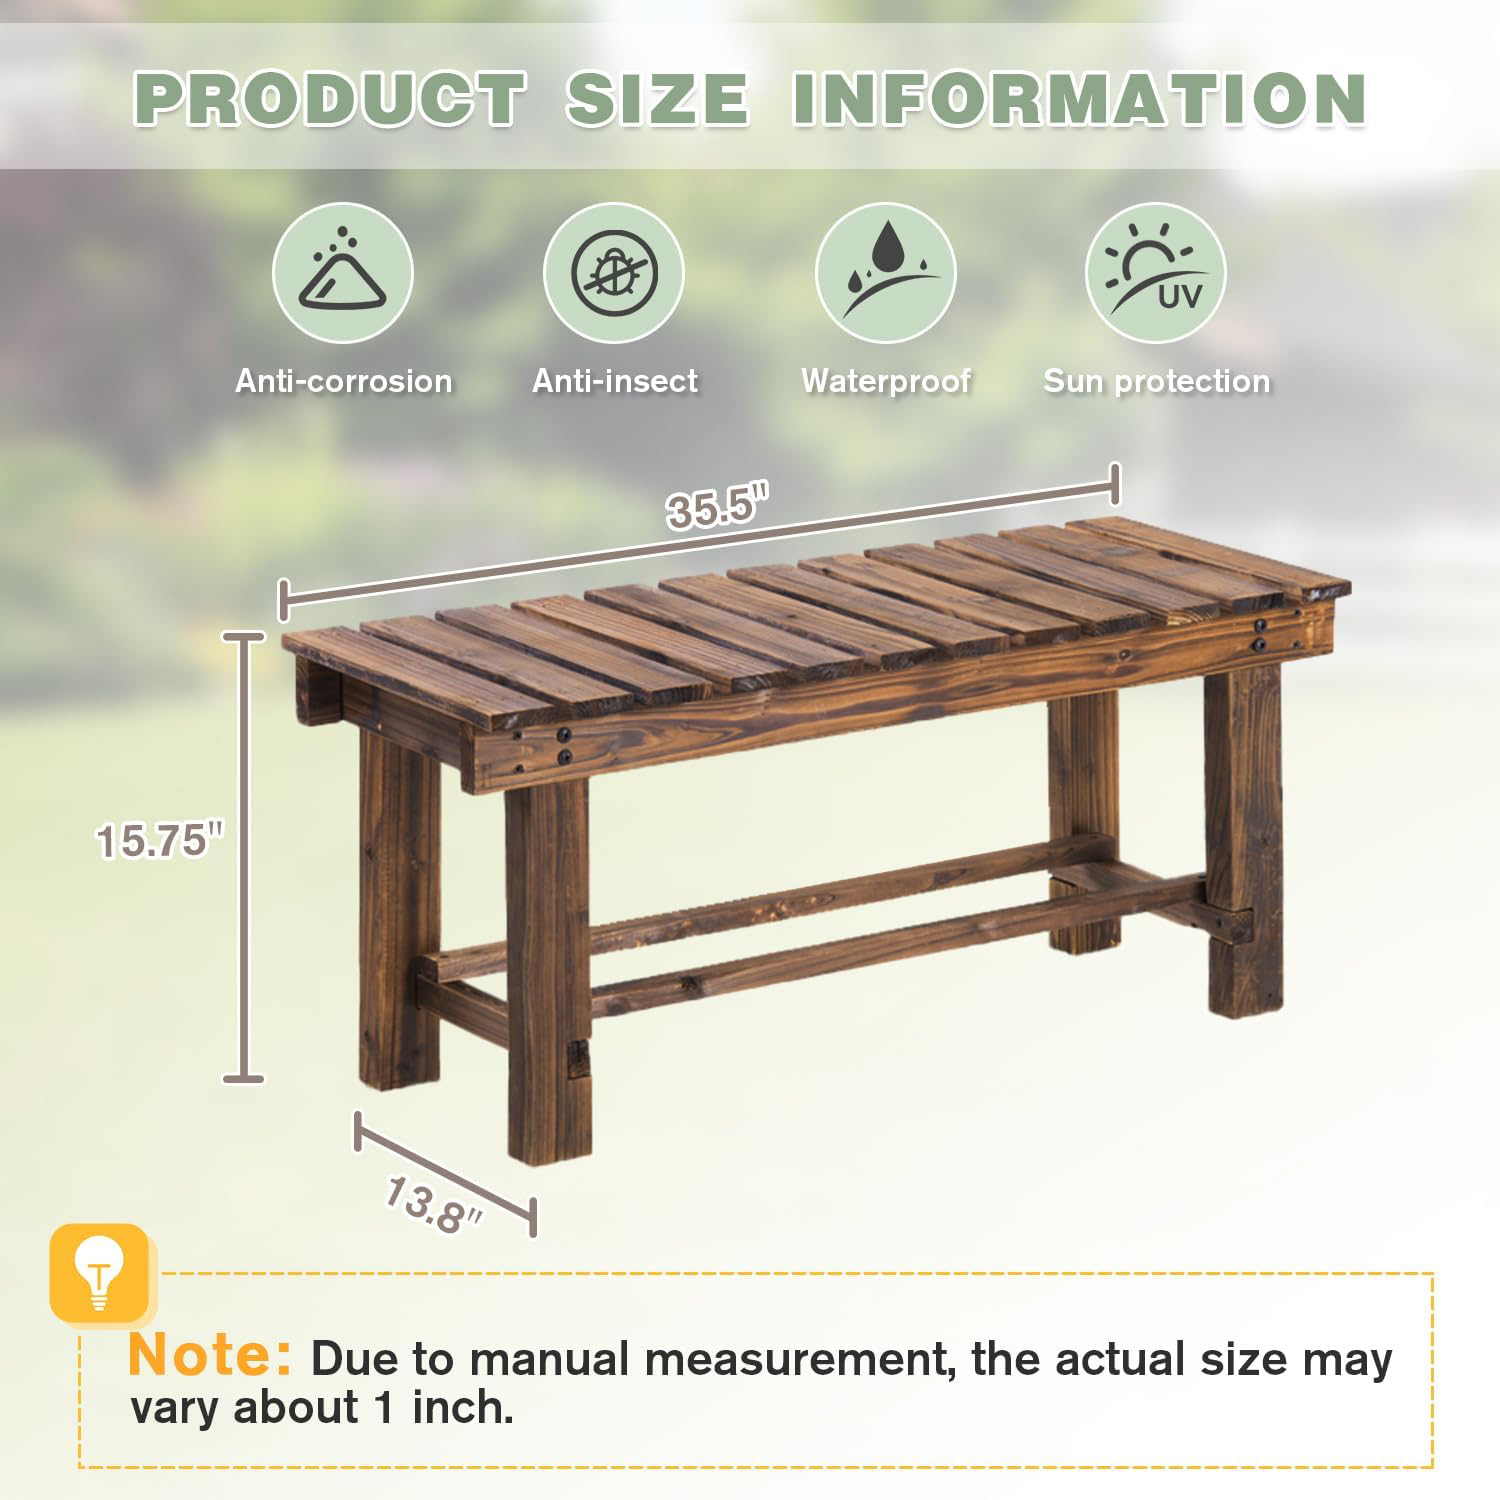 PRODUCT SIZE INFORMATION
UV
Anti-corrosion
Anti-insect
Waterproof
Sun protection
35.5"
15.75"
13.8"
Note: Due to manual measurement, the actual size may
vary about 1 inch.